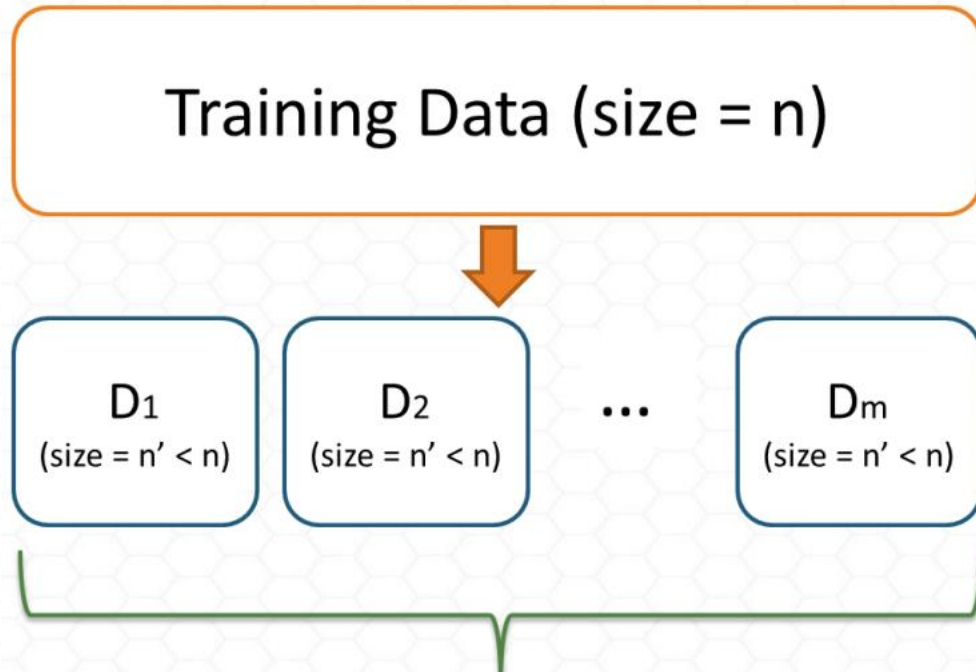 Training Data (size = n)
D1
(size = n’ < n)
D2
(size = n’ < n)
...
Dm
(size = n’ < n)